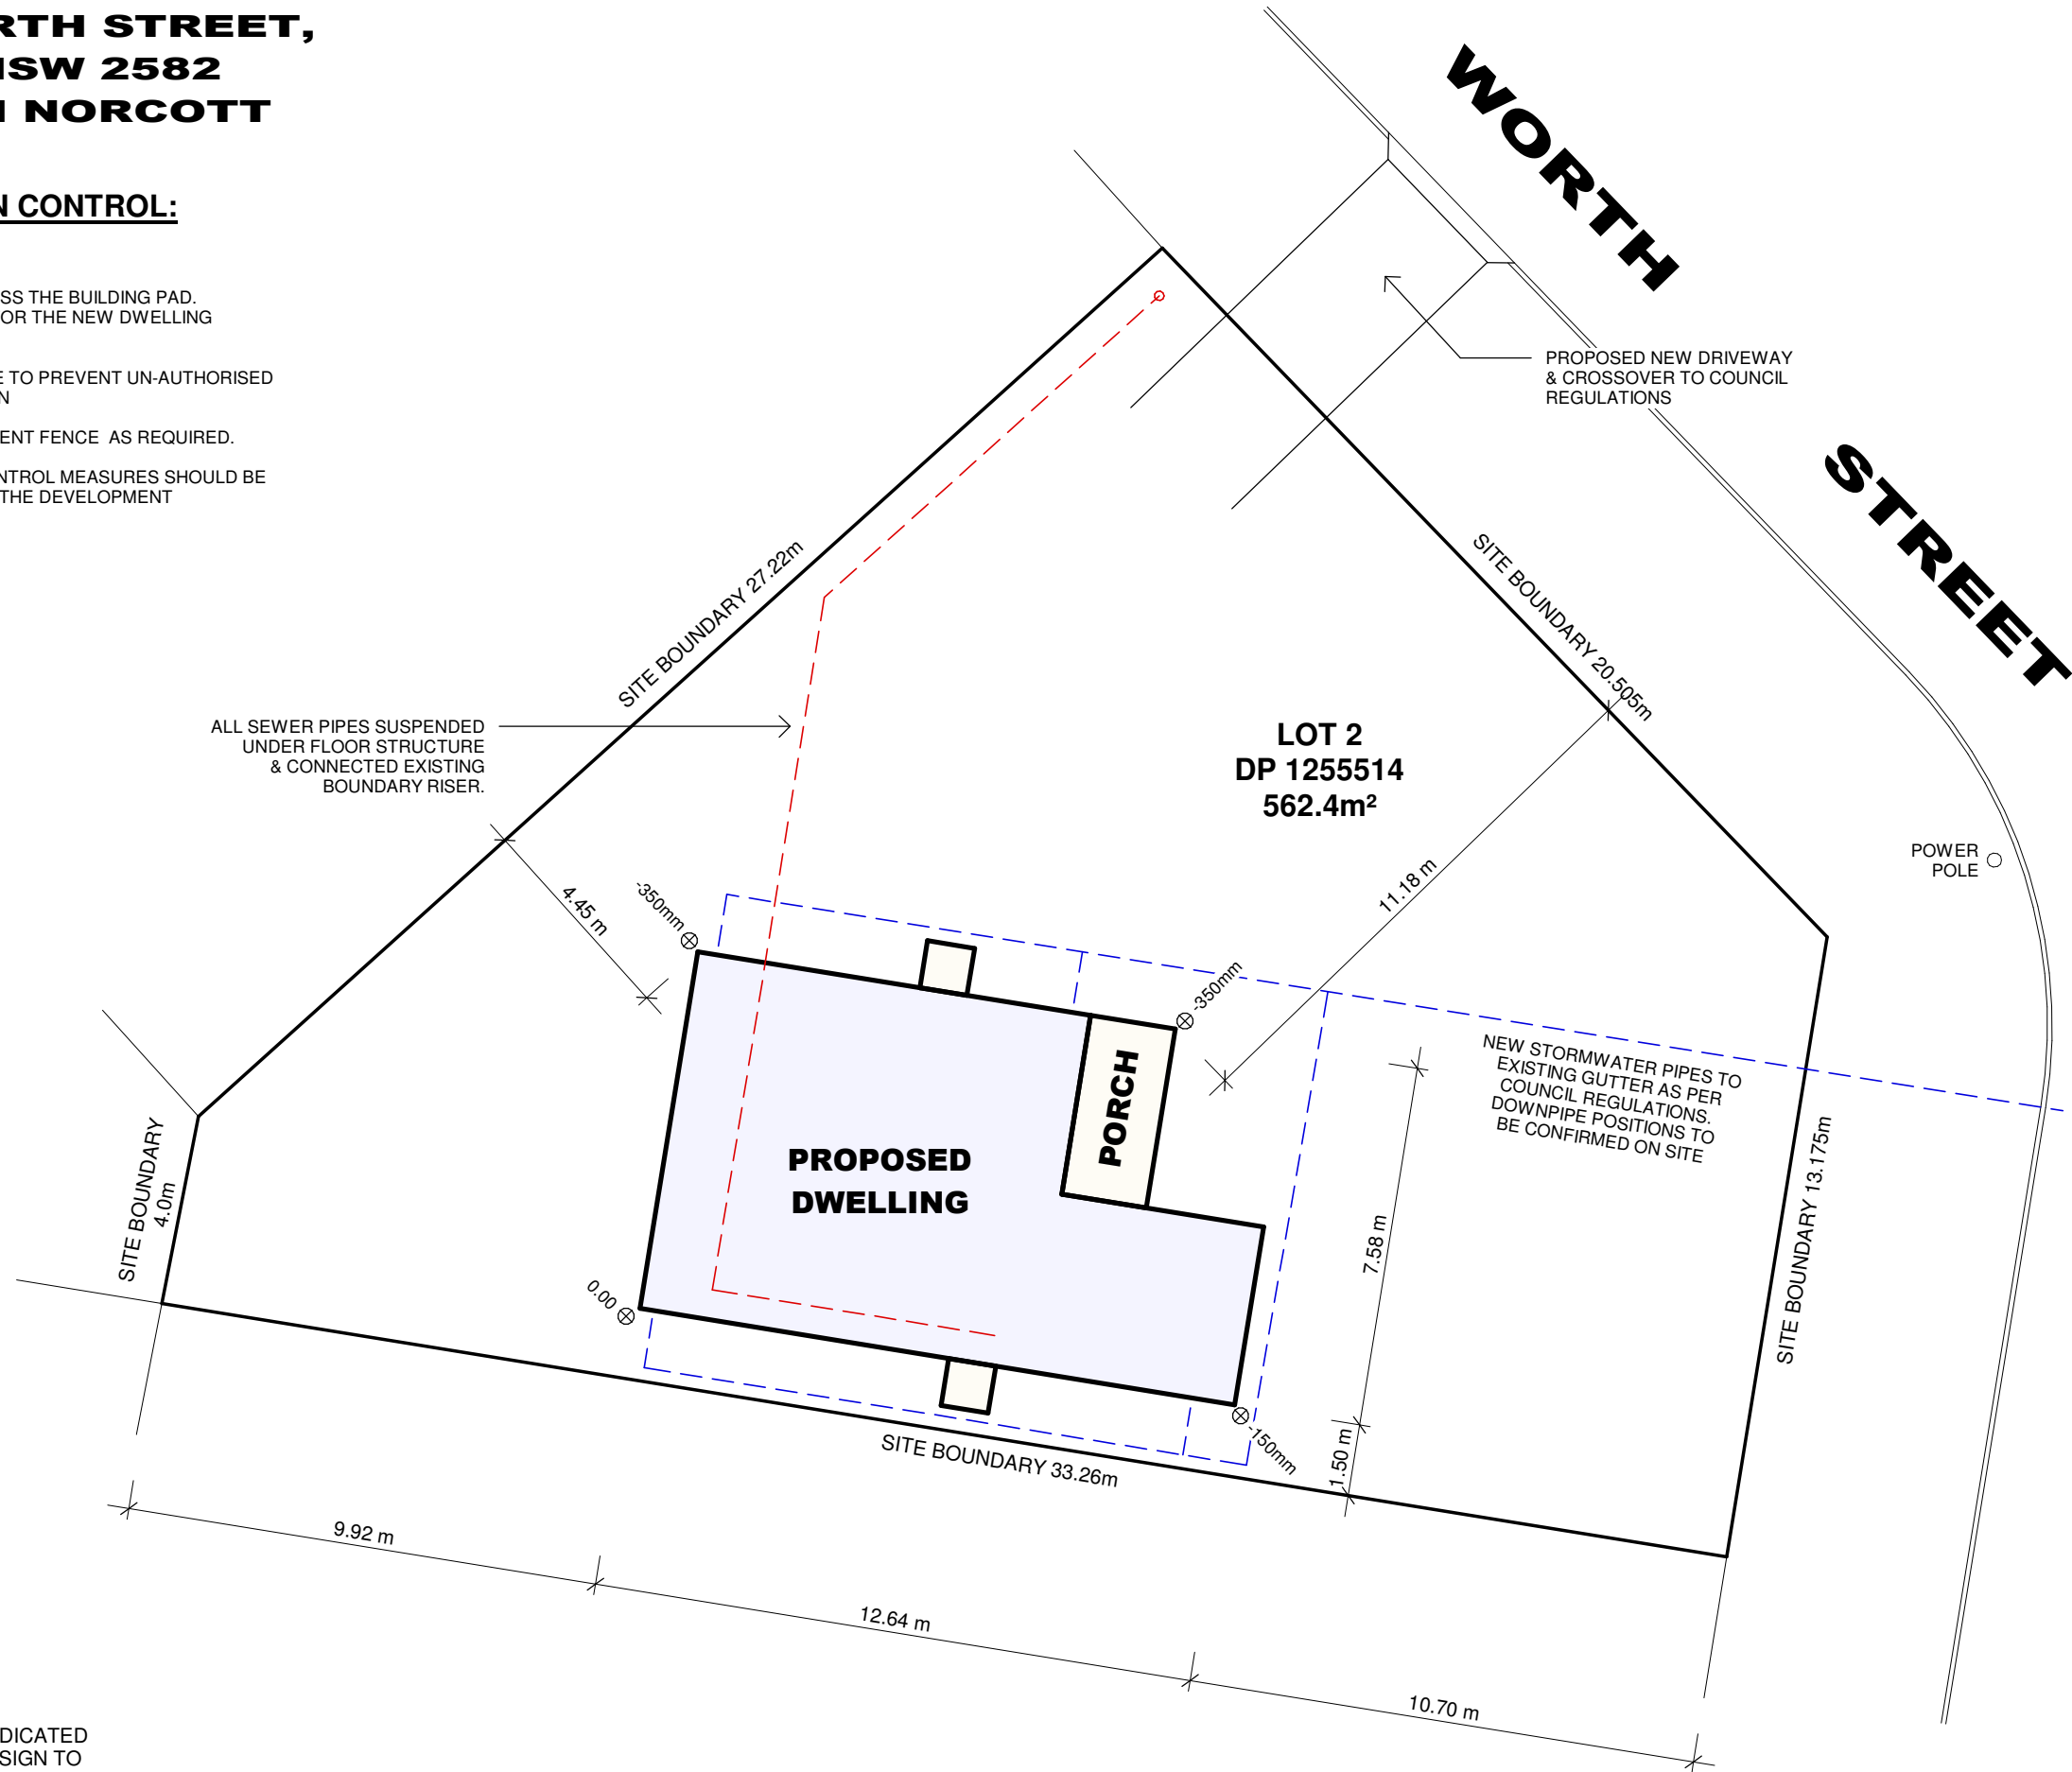 RTH STREET,
NSW 2582
NORCOTT
N CONTROL:
SS THE BUILDING PAD.
OR THE NEW DWELLING
E TO PREVENT UN-AUTHORISED
N
ENT FENCE AS REQUIRED.
NTROL MEASURES SHOULD BE
THE DEVELOPMENT
WORTH
STREET
PROPOSED NEW DRIVEWAY
& CROSSOVER TO COUNCIL
REGULATIONS
SITE BOUNDARY 27.22m
SITE BOUNDARY 20.505m
ALL SEWER PIPES SUSPENDED
UNDER FLOOR STRUCTURE
& CONNECTED EXISTING
BOUNDARY RISER.
LOT 2
DP 1255514
562.4m²
POWER
POLE
4.45 m
-350mm
11.18 m
-350mm
PORCH
NEW STORMWATER PIPES TO
EXISTING GUTTER AS PER
COUNCIL REGULATIONS.
DOWNPIPE POSITIONS TO
BE CONFIRMED ON SITE
PROPOSED
DWELLING
SITE BOUNDARY
4.0m
7.58 m
SITE BOUNDARY 13.175m
0.00
-150mm
1.50 m
SITE BOUNDARY 33.26m
9.92 m
12.64 m
10.70 m
DICATED
SIGN TO